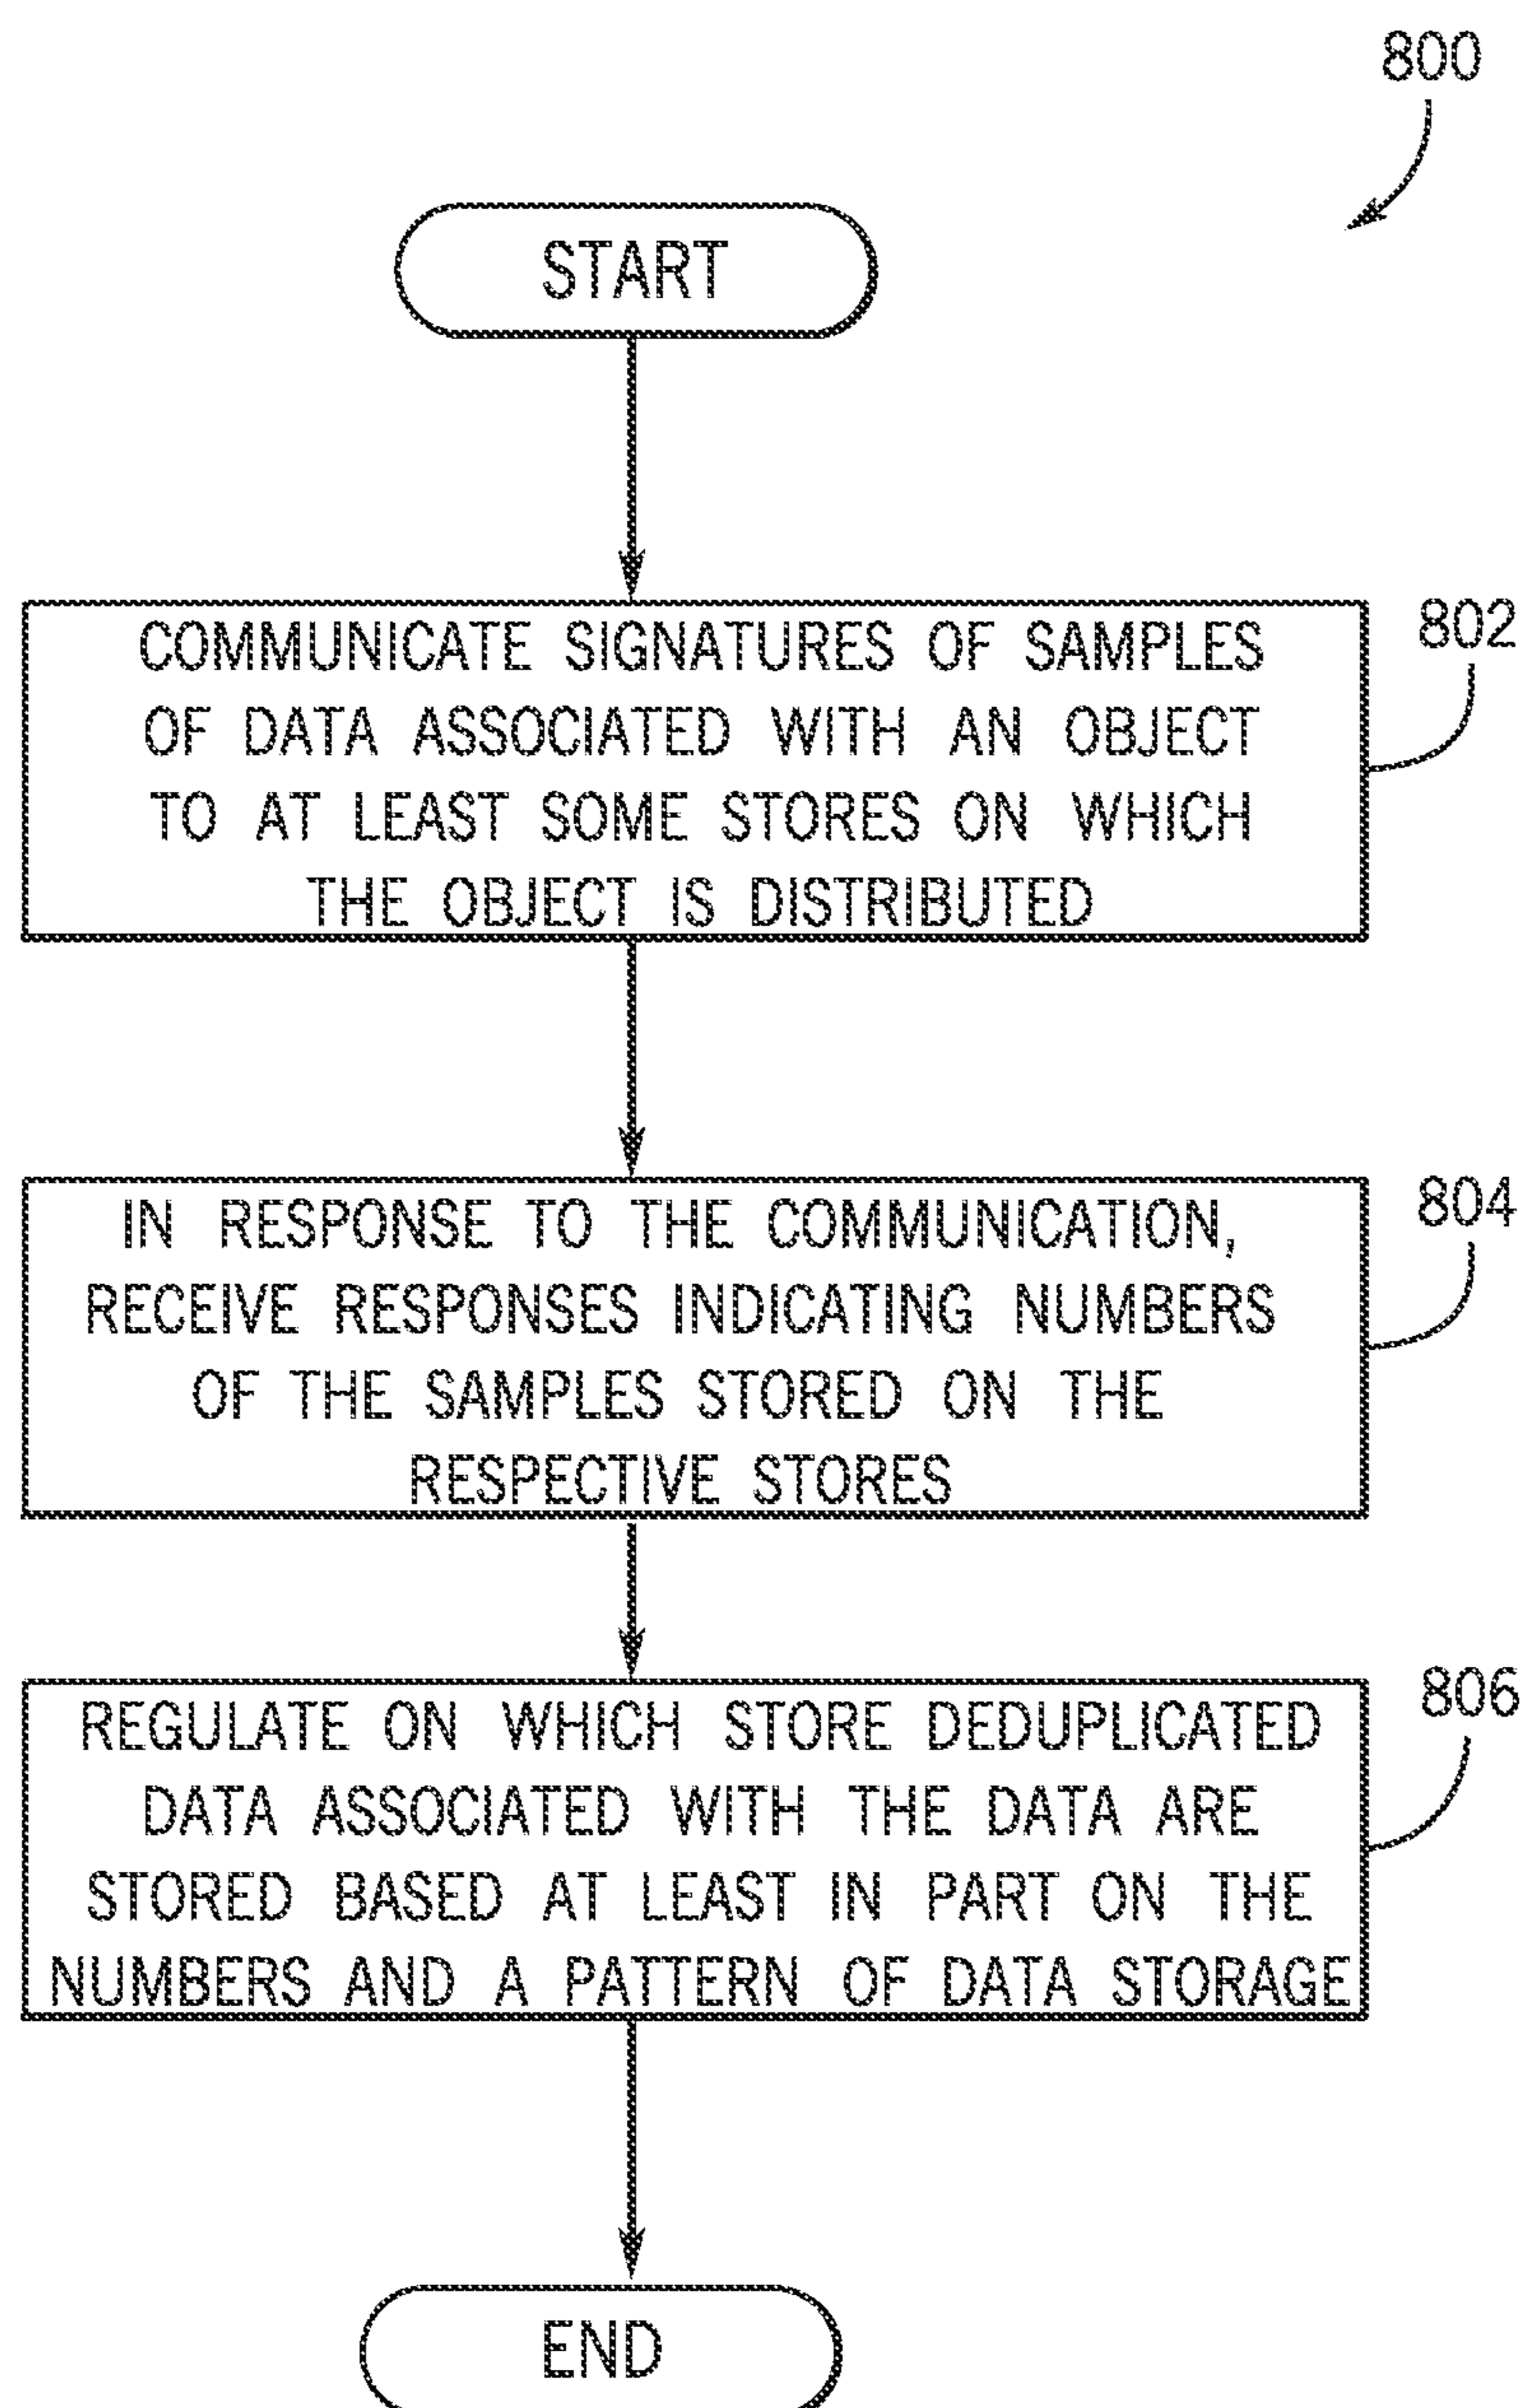 800
START
COMMUNICATE SIGNATURES OF SAMPLES
OF DATA ASSOCIATED WITH AN OBJECT
TO AT LEAST SOME STORES ON WHICH
THE OBJECT IS DISTRIBUTED
802
IN RESPONSE TO THE COMMUNICATION,
RECEIVE RESPONSES INDICATING NUMBERS
OF THE SAMPLES STORED ON THE
RESPECTIVE STORES
804
REGULATE ON WHICH STORE DEDUPLICATED
DATA ASSOCIATED WITH THE DATA ARE
STORED BASED AT LEAST IN PART ON THE
NUMBERS AND A PATTERN OF DATA STORAGE
806
END